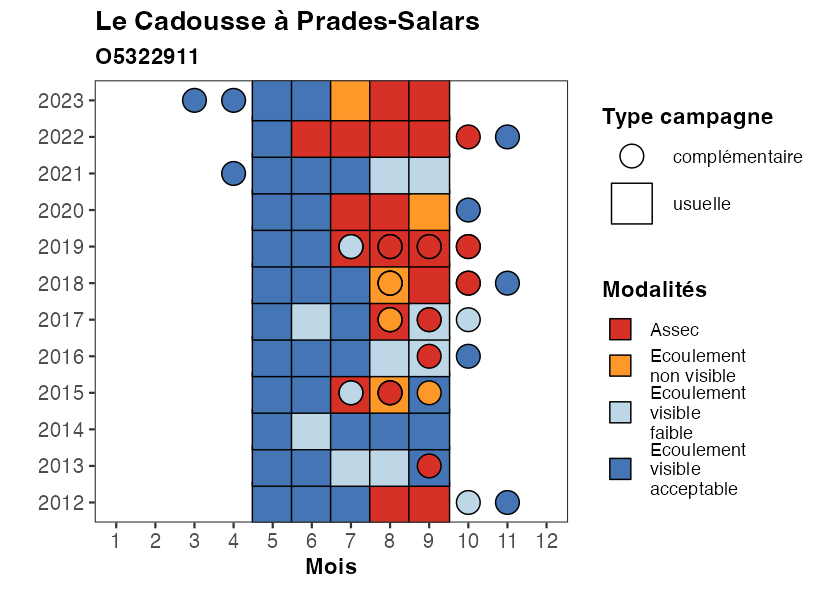 Le Cadousse à Prades-Salars
O5322911
2023
2022
2021
2020
2019
2018
2017
2016
2015
2014
2013
2012
1 2 3 4 5 6 7 8 9 10 11 12
Mois
Type campagne
complémentaire
usuelle
Modalités
Assec
Ecoulement
non visible
Ecoulement
visible
faible
Ecoulement
visible
acceptable